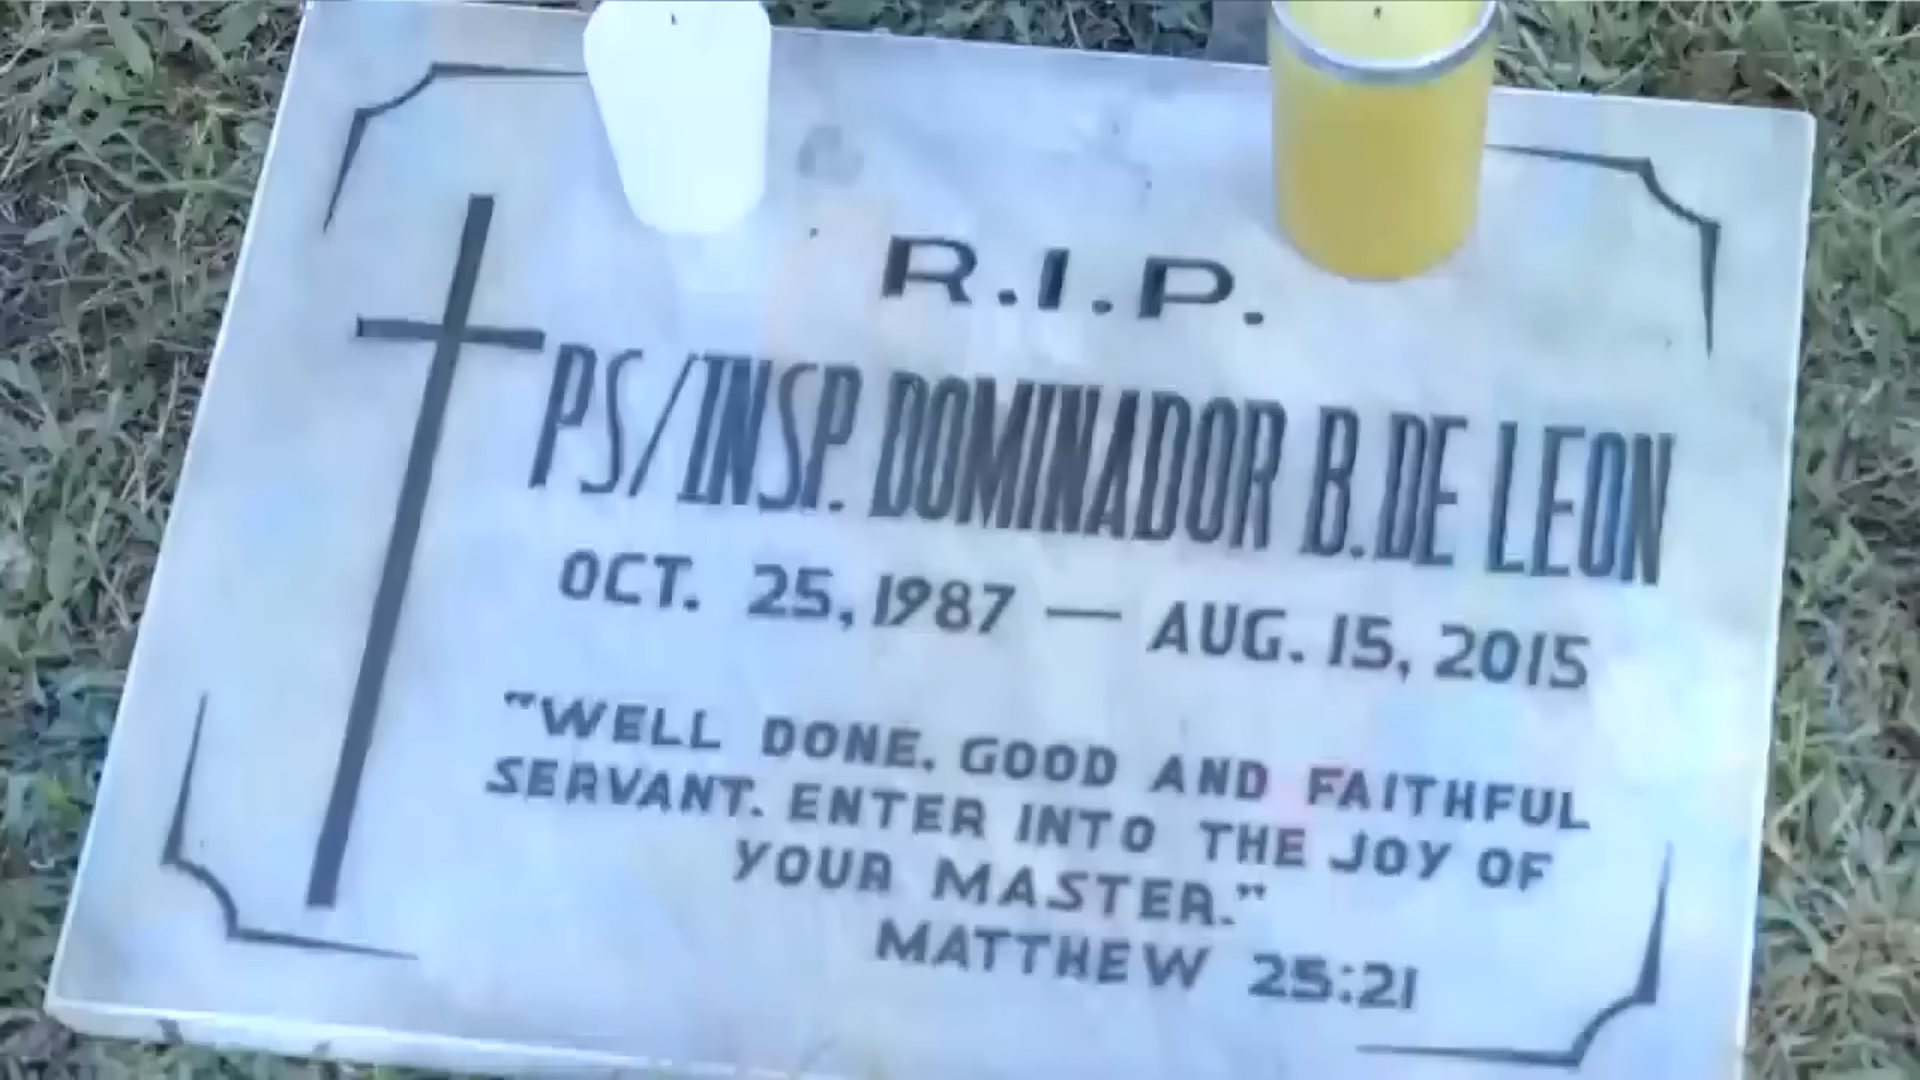 R.I.P.
PS/INSP. DOMINADOR B. DE LEON
OCT. 25, 1987 — AUG. 15, 2015
"WELL DONE. GOOD AND FAITHFUL
SERVANT. ENTER INTO THE JOY OF
YOUR MASTER."
MATTHEW 25:21